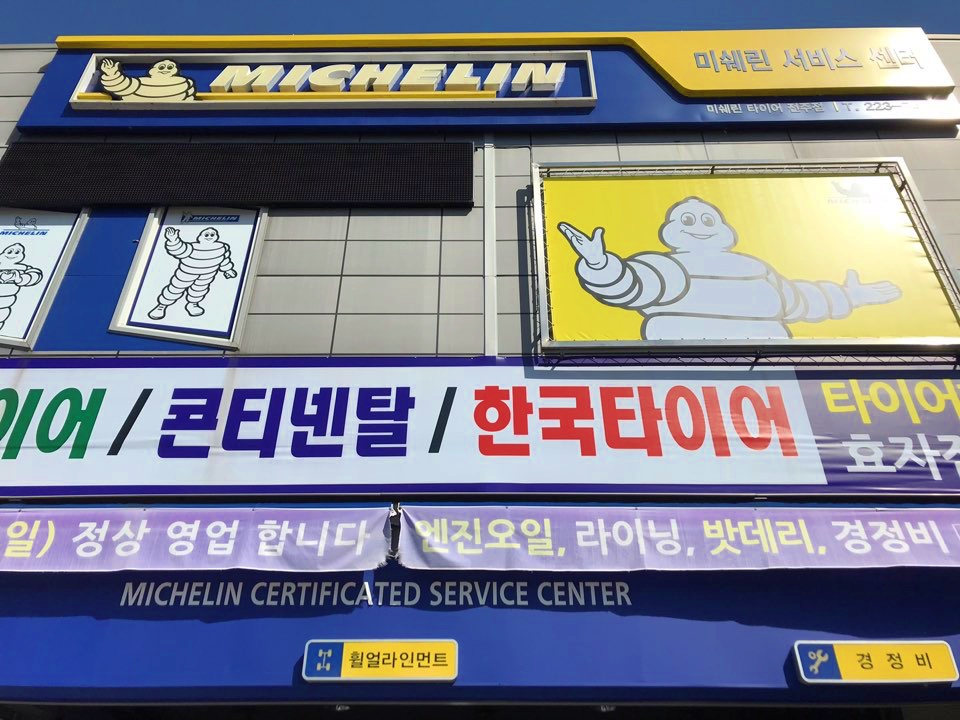 MICHELIN
미쉐린 서비스 센터
미쉐린 타이어 전주점 T. 223-
MICHELIN
MICHELIN
이어 / 콘티넨탈 / 한국타이어
타이어
효자
일) 정상 영업 합니다
엔진오일, 라이닝, 밧데리, 경정비
MICHELIN CERTIFICATED SERVICE CENTER
휠얼라인먼트
경정비